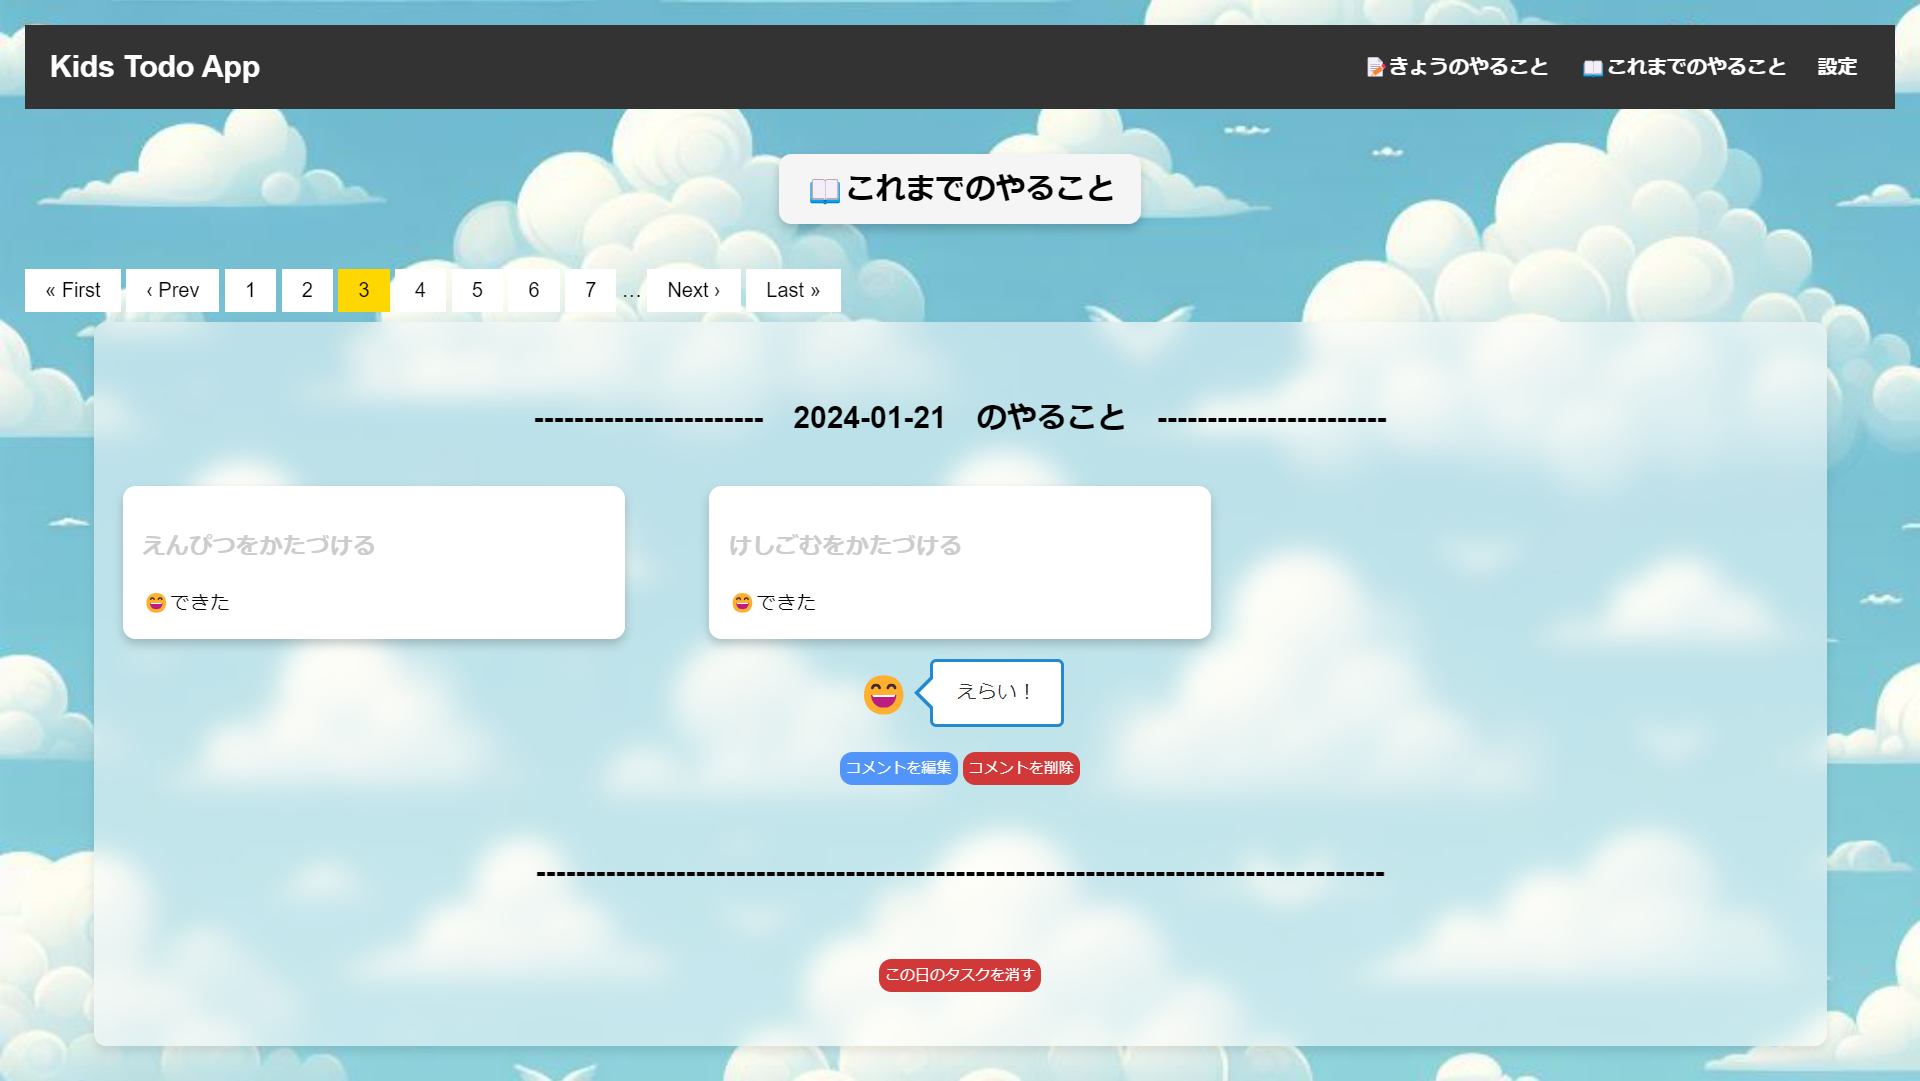 Kids Todo App
📝きょうのやること 📖これまでのやること 設定
📖これまでのやること
« First ‹ Prev 1 2 3 4 5 6 7 … Next › Last »
----------------------- 2024-01-21 のやること -----------------------
えんぴつをかたづける けしごむをかたづける
😄できた 😄できた
😄 えらい！
コメントを編集 コメントを削除
-------------------------------------------------------------------------------------
この日のタスクを消す